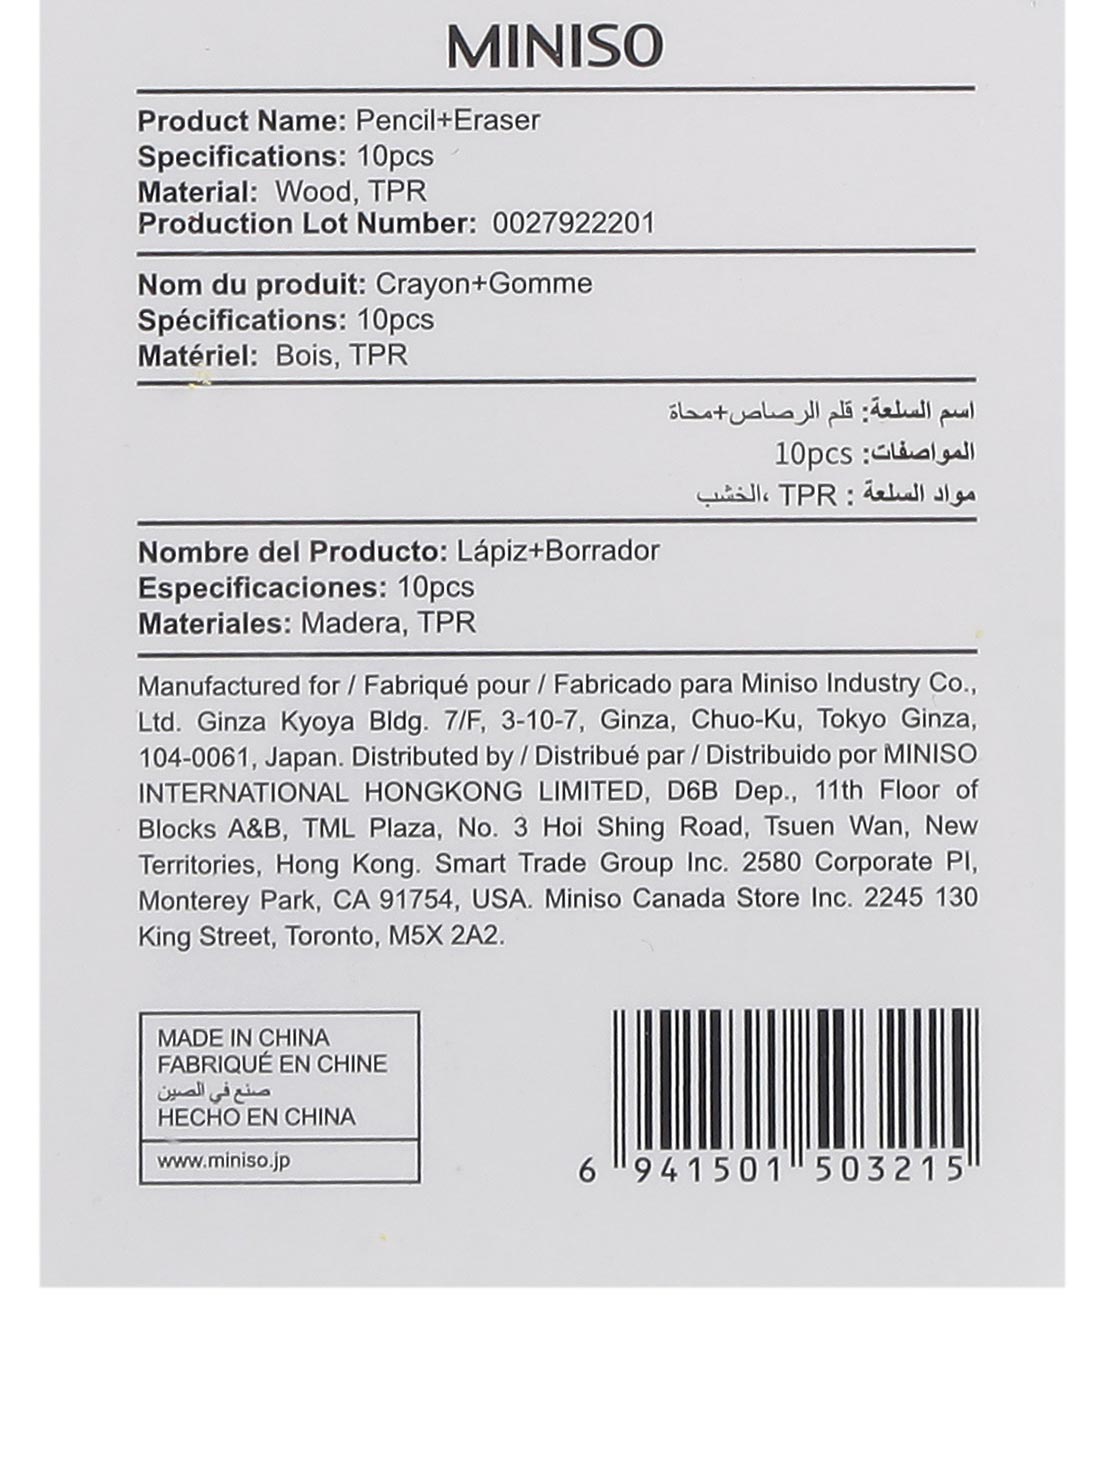 MINISO
Product Name: Pencil+Eraser
Specifications: 10pcs
Material: Wood, TPR
Production Lot Number: 0027922201
Nom du produit: Crayon+Gomme
Spécifications: 10pcs
Matériel: Bois, TPR
اسم السلعة: قلم الرصاص+محاة
المواصفات: 10pcs
مواد السلعة : TPR ،الخشب
Nombre del Producto: Lápiz+Borrador
Especificaciones: 10pcs
Materiales: Madera, TPR
Manufactured for / Fabriqué pour / Fabricado para Miniso Industry Co.,
Ltd. Ginza Kyoya Bldg. 7/F, 3-10-7, Ginza, Chuo-Ku, Tokyo Ginza,
104-0061, Japan. Distributed by / Distribué par / Distribuido por MINISO
INTERNATIONAL HONGKONG LIMITED, D6B Dep., 11th Floor of
Blocks A&B, TML Plaza, No. 3 Hoi Shing Road, Tsuen Wan, New
Territories, Hong Kong. Smart Trade Group Inc. 2580 Corporate Pl,
Monterey Park, CA 91754, USA. Miniso Canada Store Inc. 2245 130
King Street, Toronto, M5X 2A2.
MADE IN CHINA
FABRIQUÉ EN CHINE
صنع في الصين
HECHO EN CHINA
www.miniso.jp
6 941501 503215